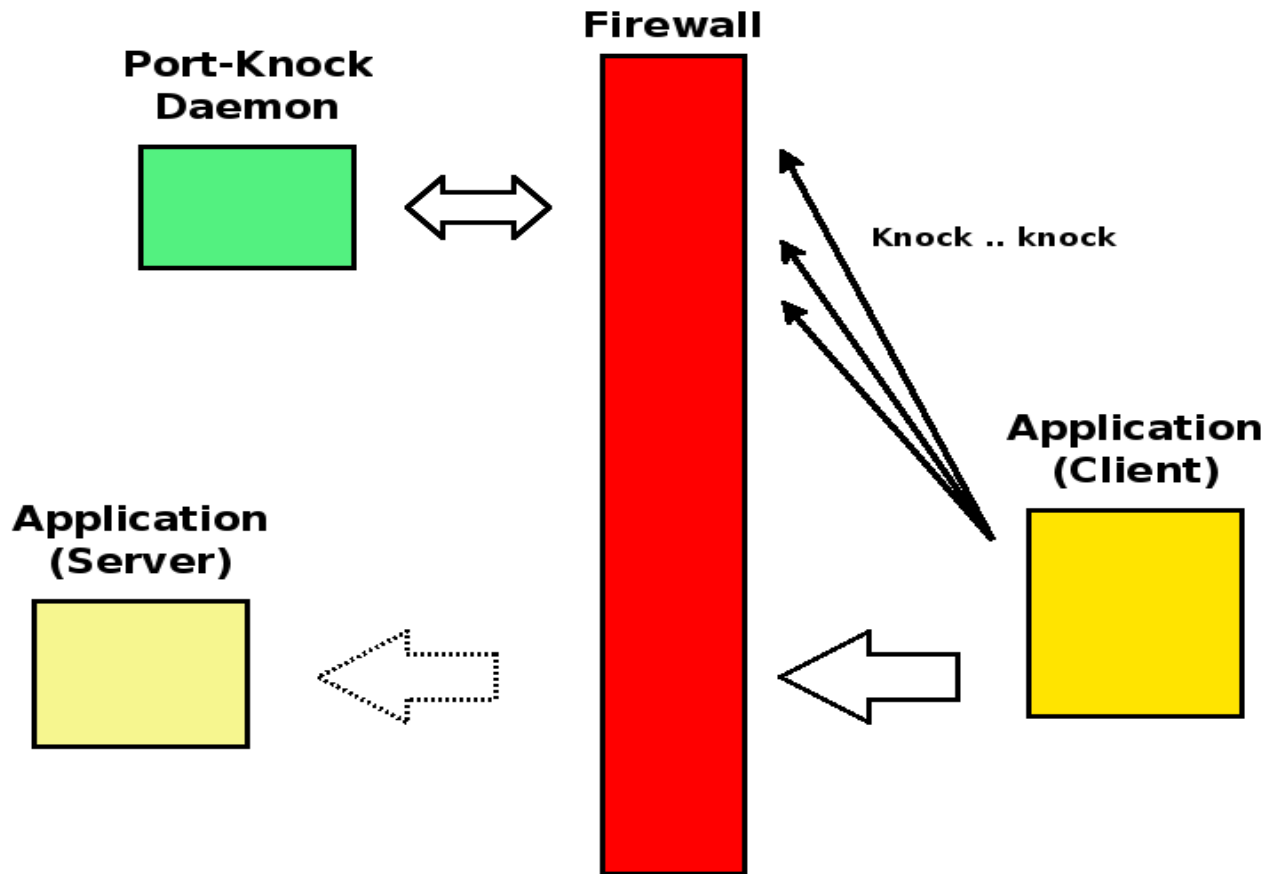 Firewall
Port-Knock
Daemon
Knock .. knock
Application
(Client)
Application
(Server)